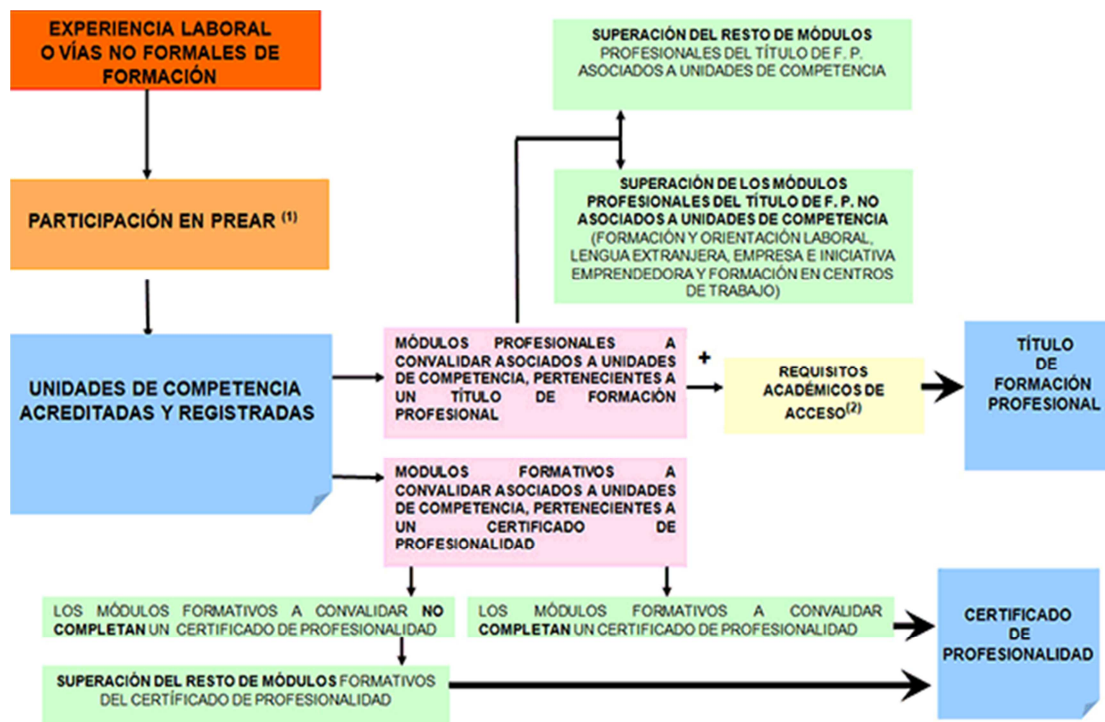 EXPERIENCIA LABORAL
O VÍAS NO FORMALES DE
FORMACIÓN
SUPERACIÓN DEL RESTO DE MÓDULOS
PROFESIONALES DEL TÍTULO DE F. P.
ASOCIADOS A UNIDADES DE COMPETENCIA
PARTICIPACIÓN EN PREAR (1)
SUPERACIÓN DE LOS MÓDULOS
PROFESIONALES DEL TÍTULO DE F. P. NO
ASOCIADOS A UNIDADES DE COMPETENCIA
(FORMACIÓN Y ORIENTACIÓN LABORAL,
LENGUA EXTRANJERA, EMPRESA E INICIATIVA
EMPRENDEDORA Y FORMACIÓN EN CENTROS
DE TRABAJO)
UNIDADES DE COMPETENCIA
ACREDITADAS Y REGISTRADAS
MÓDULOS PROFESIONALES A
CONVALIDAR ASOCIADOS A UNIDADES
DE COMPETENCIA, PERTENECIENTES A
UN TÍTULO DE FORMACIÓN
PROFESIONAL
+
REQUISITOS
ACADÉMICOS DE
ACCESO(2)
TÍTULO
DE
FORMACIÓN
PROFESIONAL
MODULOS FORMATIVOS A
CONVALIDAR ASOCIADOS A UNIDADES
DE COMPETENCIA, PERTENECIENTES A
UN CERTIFICADO DE
PROFESIONALIDAD
LOS MÓDULOS FORMATIVOS A CONVALIDAR NO
COMPLETAN UN CERTIFICADO DE PROFESIONALIDAD
LOS MÓDULOS FORMATIVOS A CONVALIDAR
COMPLETAN UN CERTIFICADO DE PROFESIONALIDAD
CERTIFICADO
DE
PROFESIONALIDAD
SUPERACIÓN DEL RESTO DE MÓDULOS FORMATIVOS
DEL CERTÍFICADO DE PROFESIONALIDAD